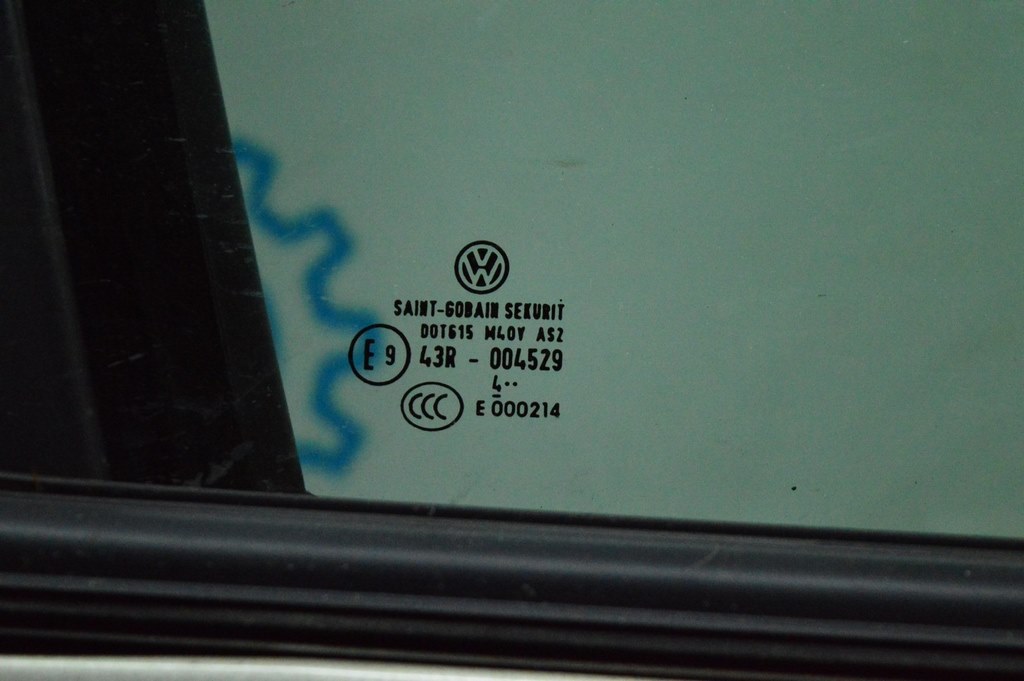 VW
SAINT-GOBAIN SEKURIT
DOT615 M40V AS2
E 9 43R - 004529
4··
CCC E 000214